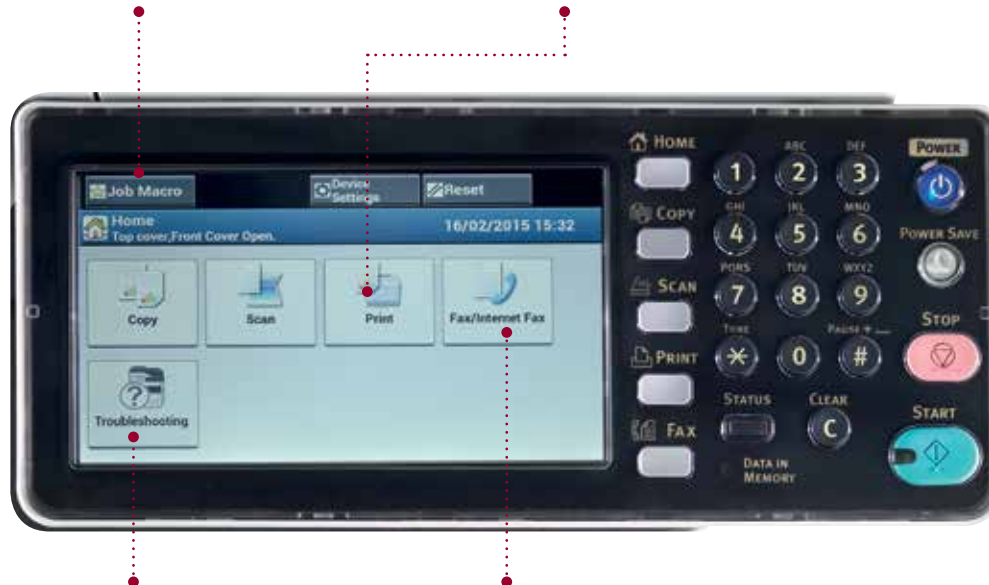 Job Macro
Device Settings
Reset
Home
Top cover,Front Cover Open.
16/02/2015 15:32
Copy
Scan
Print
Fax/Internet Fax
Troubleshooting
HOME
COPY
SCAN
PRINT
FAX
1
ABC
2
DEF
3
GHI
4
JKL
5
MNO
6
PQRS
7
TUV
8
WXYZ
9
TONE
*
0
PAUSE + _
#
STATUS
CLEAR
C
DATA IN
MEMORY
POWER
POWER SAVE
STOP
START